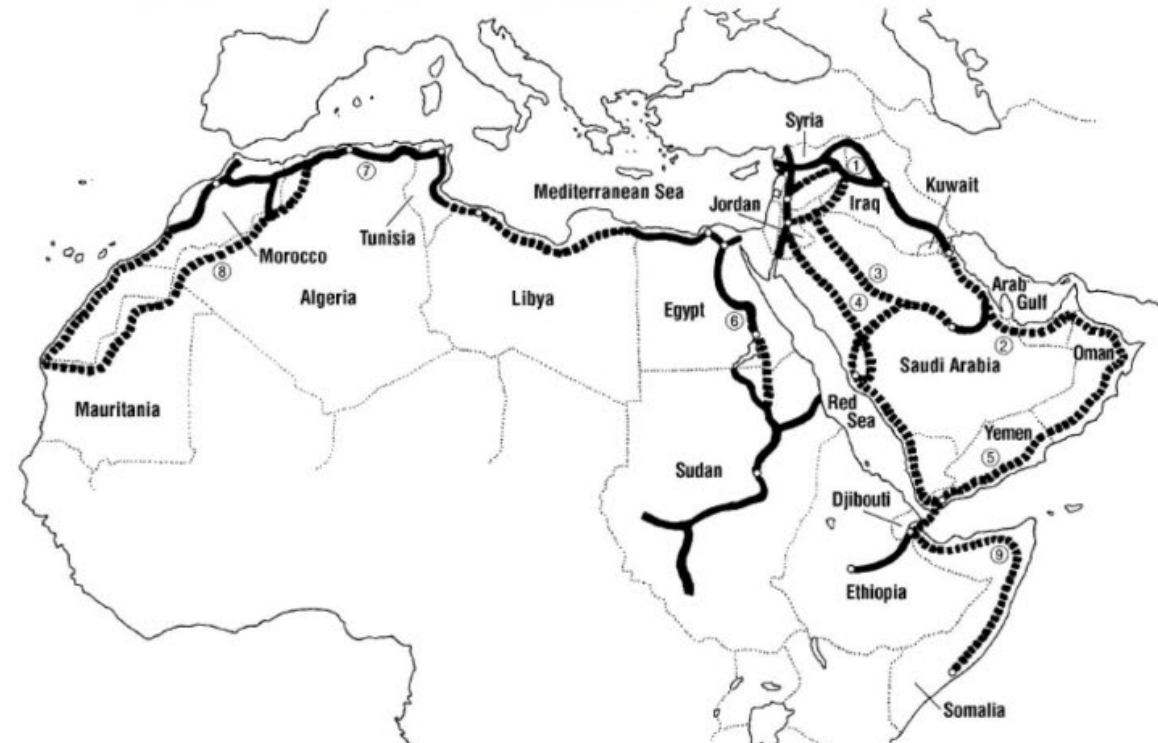 Syria
①
Kuwait
⑦
Mediterranean Sea
Jordan
Iraq
Tunisia
Morocco
⑧
Algeria
Libya
Egypt
⑥
③
④
Arab
Gulf
②
Saudi Arabia
Oman
Mauritania
Red
Sea
Yemen
⑤
Sudan
Djibouti
⑨
Ethiopia
Somalia